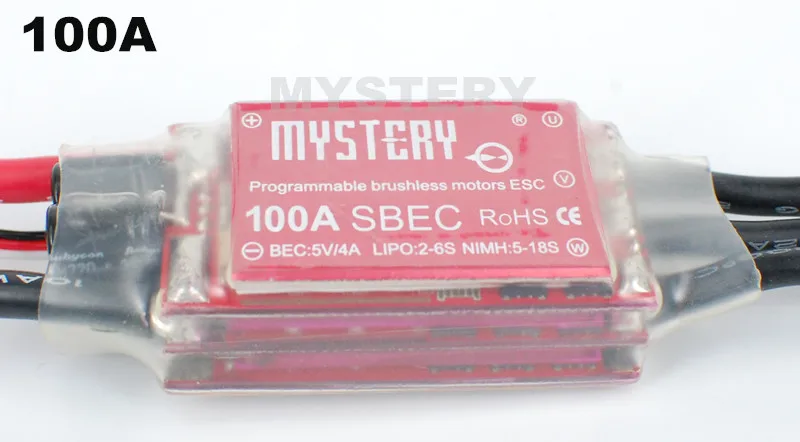 100A
MYSTERY
+ MYSTERY ® U
Programmable brushless motors ESC V
100A SBEC RoHS CE
- BEC:5V/4A LIPO:2-6S NIMH:5-18S W